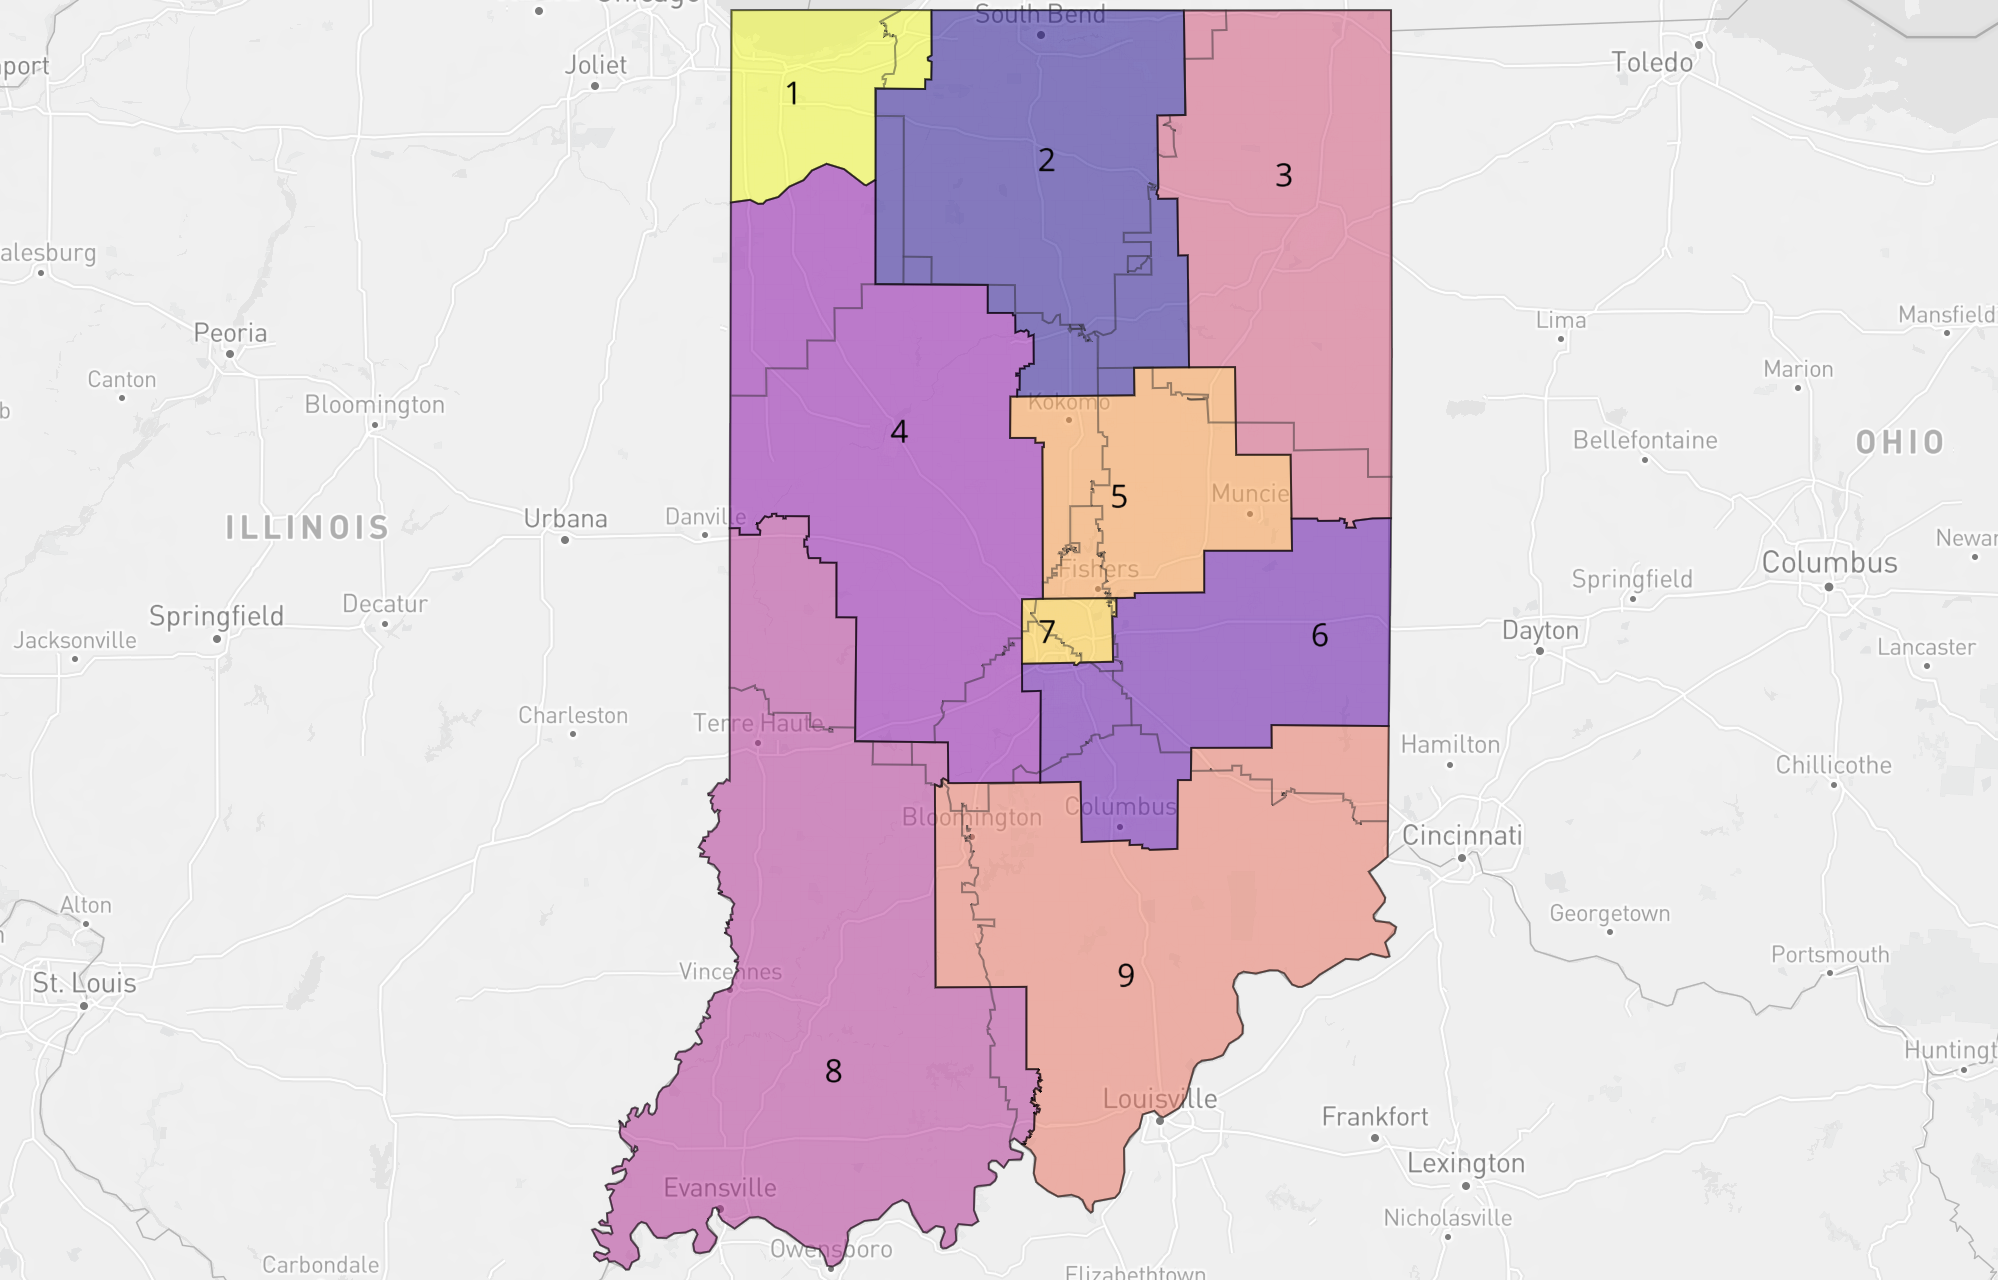 Chicago
South Bend
Toledo
port
Joliet
1
2
3
alesburg
Peoria
Lima
Mansfield
Canton
Marion
Bloomington
Kokomo
b
4
Bellefontaine
OHIO
5
Muncie
ILLINOIS
Urbana
Danville
Newar
Columbus
Fishers
Springfield
Springfield
Decatur
Jacksonville
7
6
Dayton
Lancaster
Charleston
Terre Haute
Hamilton
Chillicothe
Bloomington
Columbus
Cincinnati
Alton
Georgetown
n
Portsmouth
Vincennes
St. Louis
9
8
Huntingt
Louisville
Frankfort
Lexington
Evansville
Nicholasville
Owensboro
Carbondale
Elizabethtown